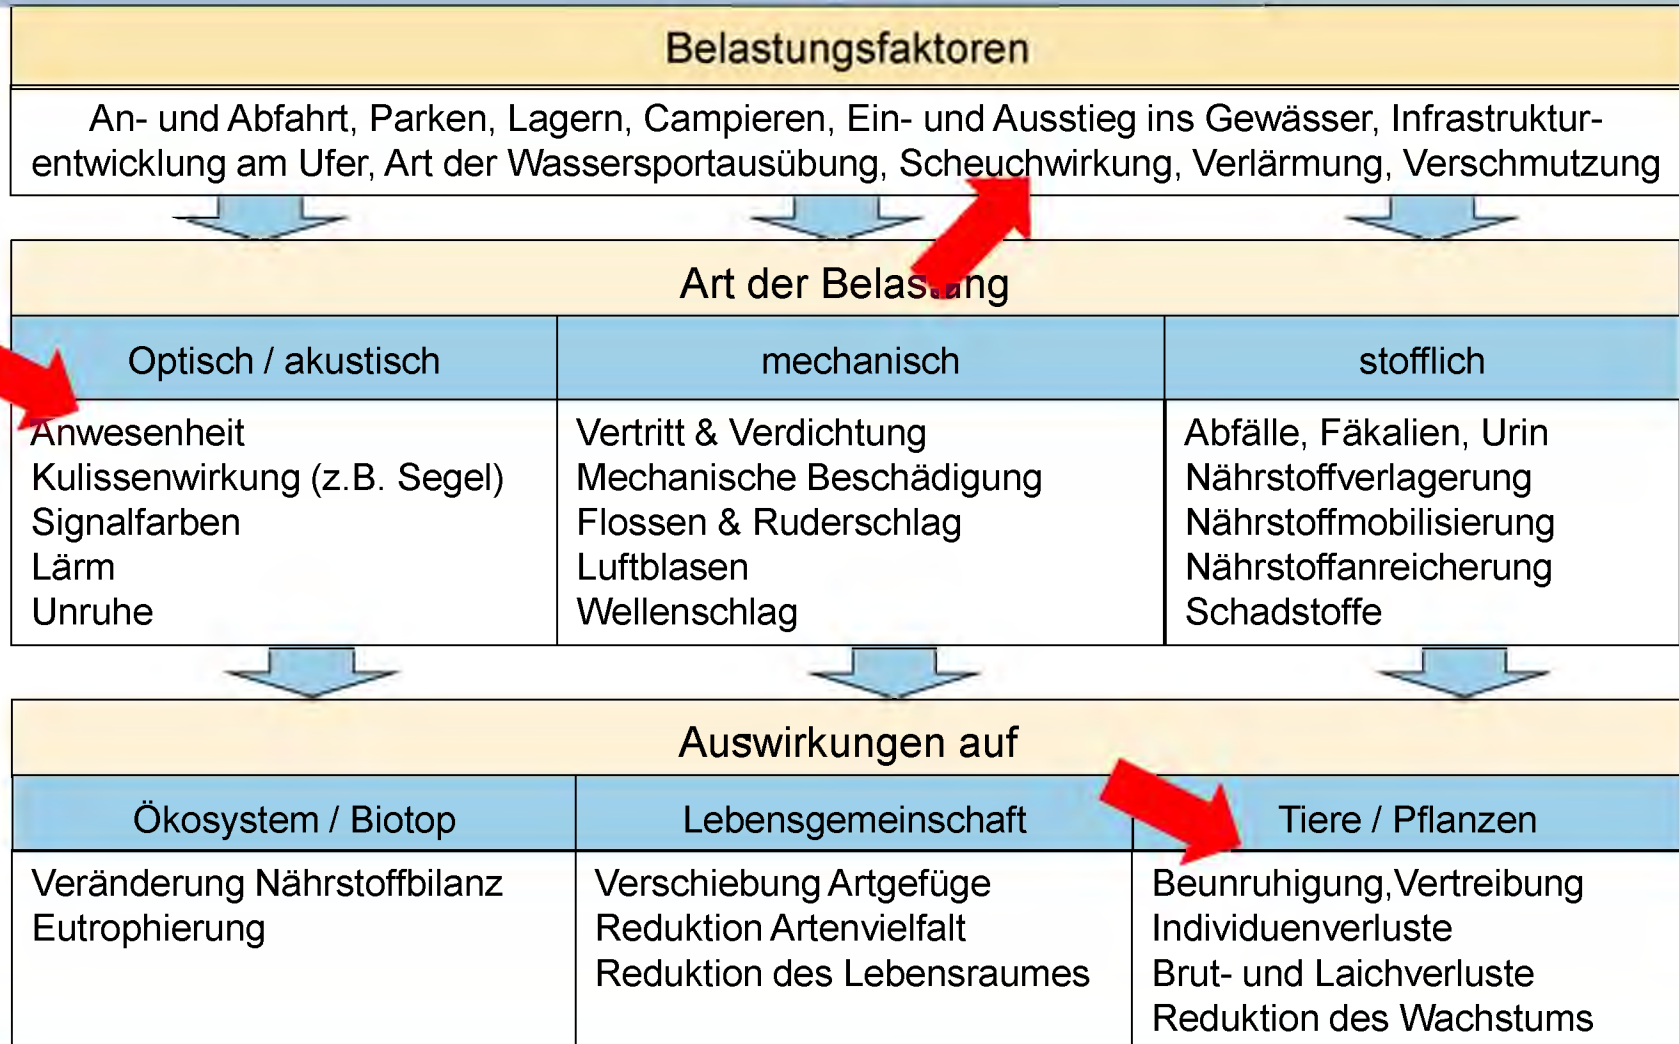 Belastungsfaktoren
An- und Abfahrt, Parken, Lagern, Campieren, Ein- und Ausstieg ins Gewässer, Infrastruktur-
entwicklung am Ufer, Art der Wassersportausübung, Scheuchwirkung, Verlärmung, Verschmutzung
Art der Belastung
Optisch / akustisch
Anwesenheit
Kulissenwirkung (z.B. Segel)
Signalfarben
Lärm
Unruhe
mechanisch
Vertritt & Verdichtung
Mechanische Beschädigung
Flossen & Ruderschlag
Luftblasen
Wellenschlag
stofflich
Abfälle, Fäkalien, Urin
Nährstoffverlagerung
Nährstoffmobilisierung
Nährstoffanreicherung
Schadstoffe
Auswirkungen auf
Ökosystem / Biotop
Veränderung Nährstoffbilanz
Eutrophierung
Lebensgemeinschaft
Verschiebung Artgefüge
Reduktion Artenvielfalt
Reduktion des Lebensraumes
Tiere / Pflanzen
Beunruhigung,Vertreibung
Individuenverluste
Brut- und Laichverluste
Reduktion des Wachstums